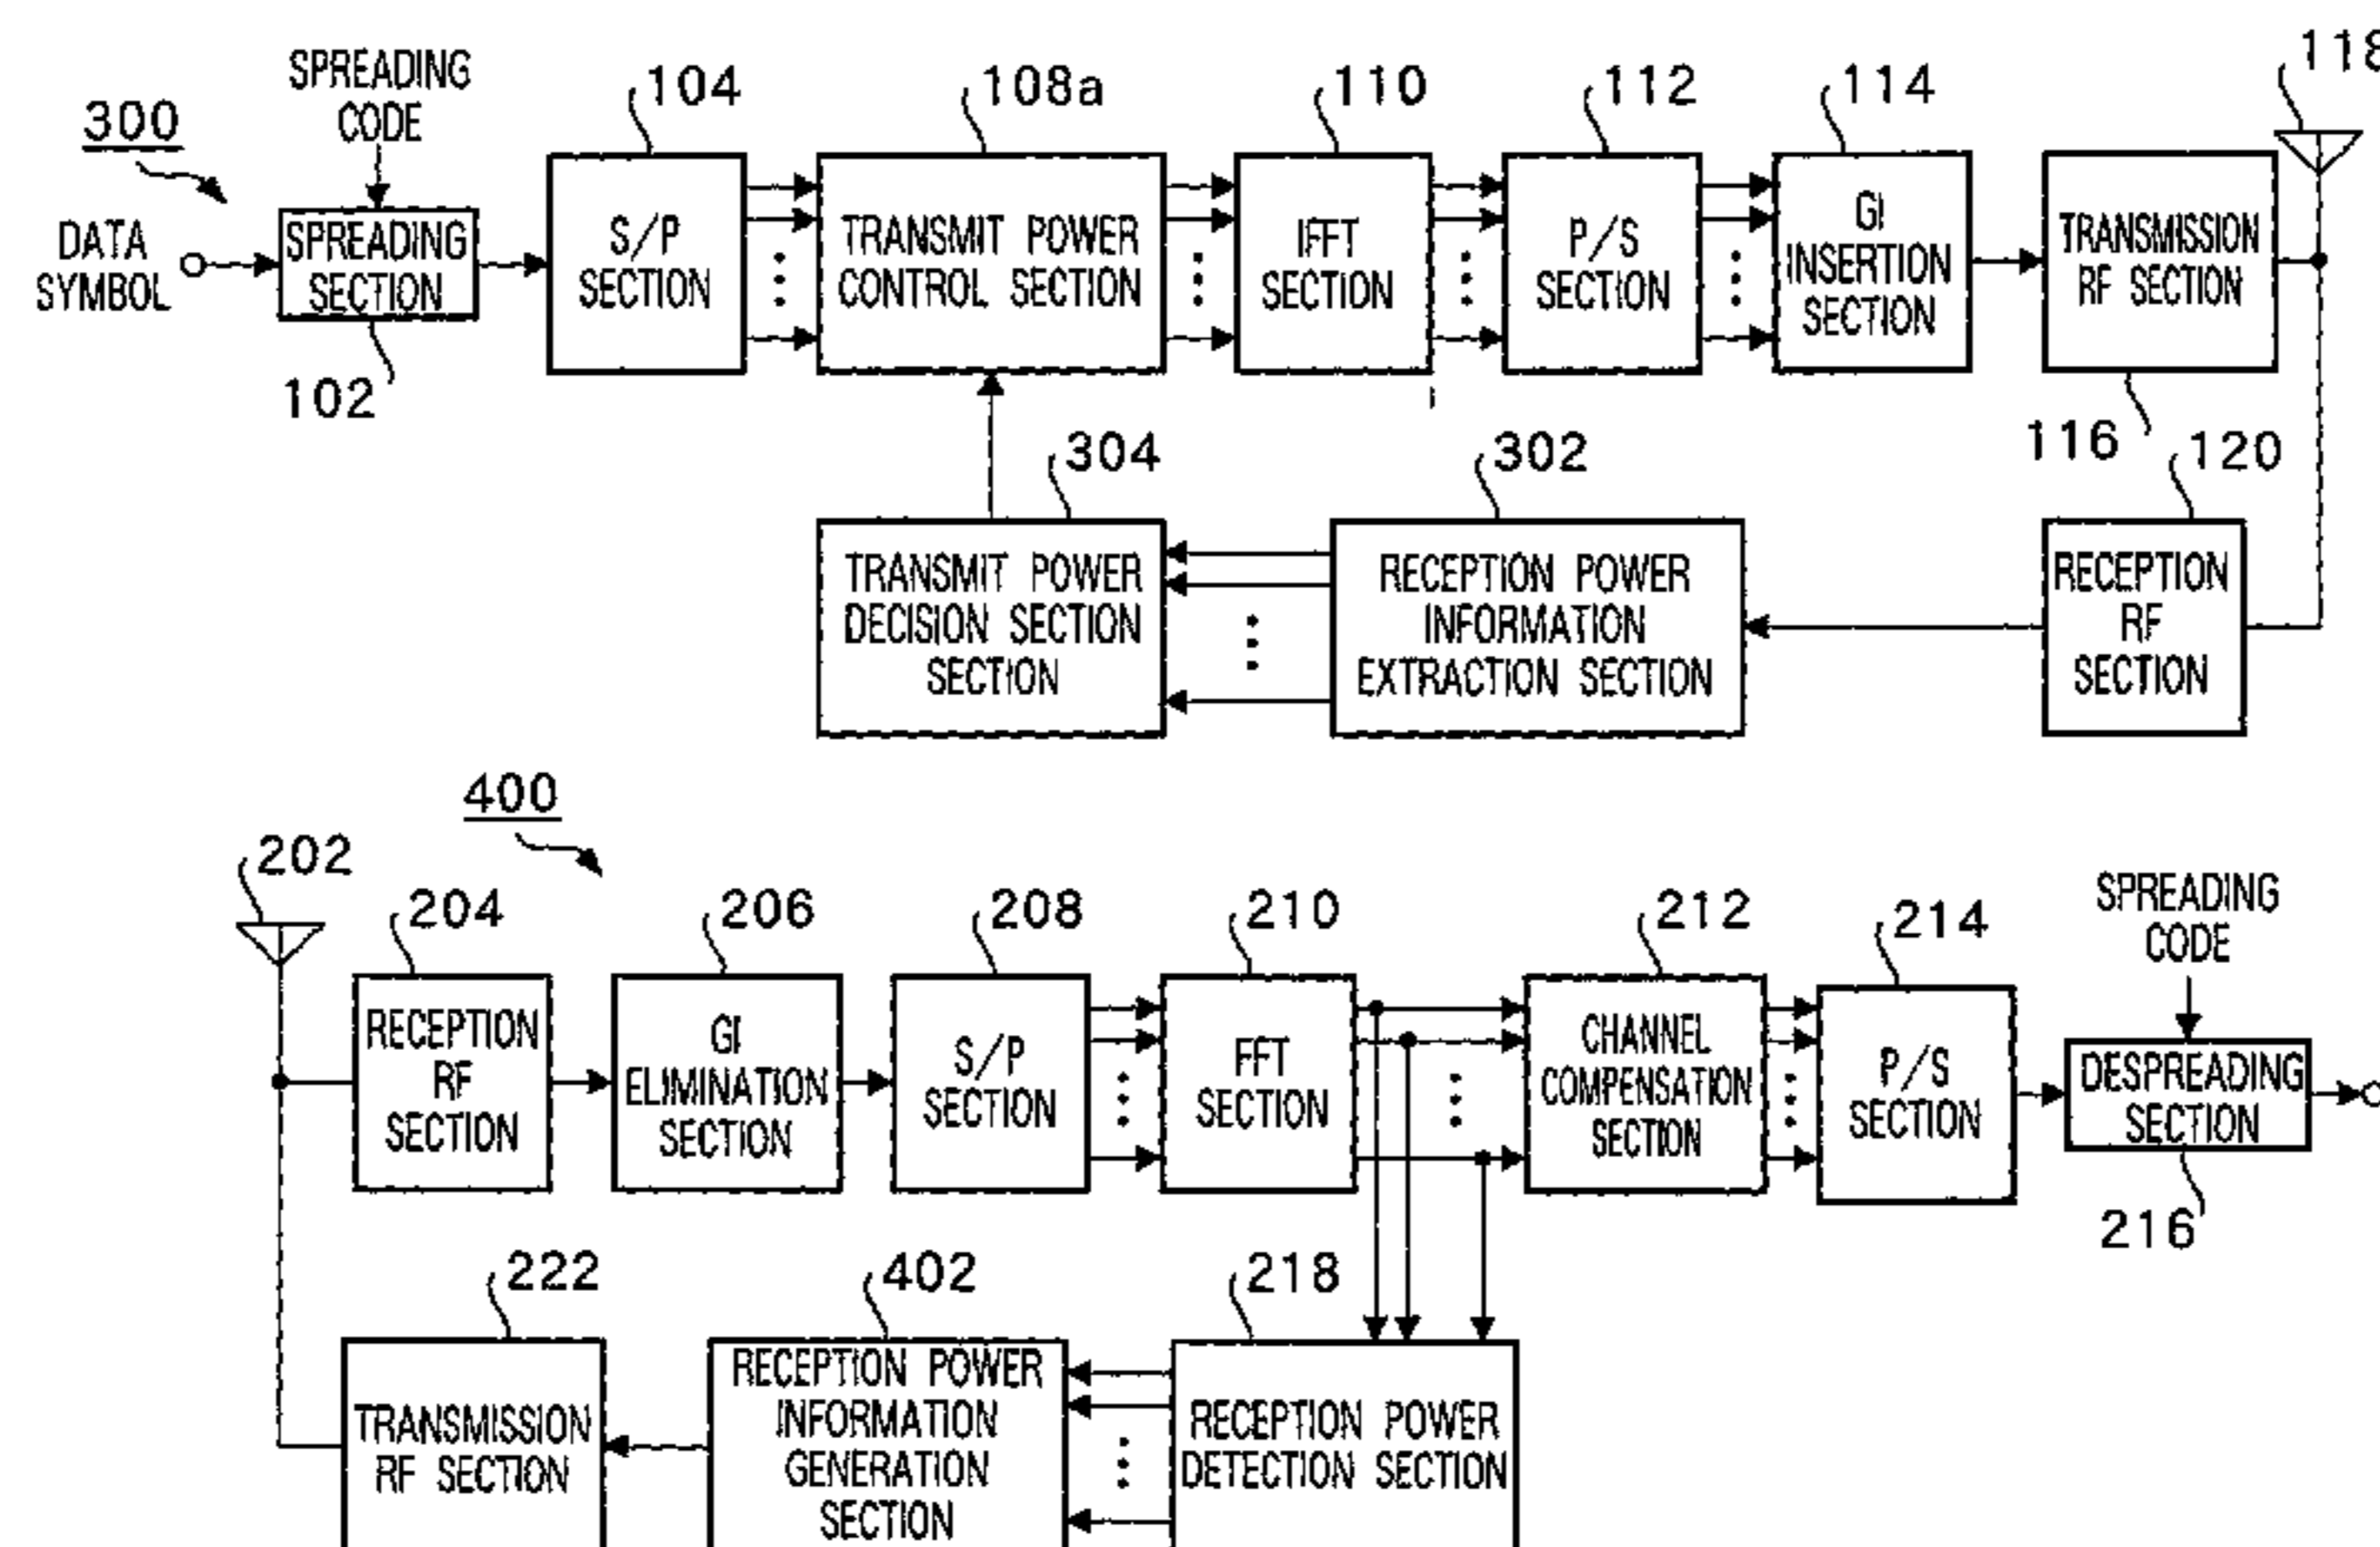 118
SPREADING
CODE
104
108a
110
112
114
300
DATA
SYMBOL
SPREADING
SECTION
S/P
SECTION
TRANSMIT POWER
CONTROL SECTION
IFFT
SECTION
P/S
SECTION
GI
INSERTION
SECTION
TRANSMISSION
RF SECTION
102
116
304
302
120
TRANSMIT POWER
DECISION SECTION
SECTION
RECEPTION POWER
INFORMATION
EXTRACTION SECTION
RECEPTION
RF
SECTION
400
202
204
206
208
210
212
214
SPREADING
CODE
RECEPTION
RF
SECTION
GI
ELIMINATION
SECTION
S/P
SECTION
FFT
SECTION
CHANNEL
COMPENSATION
SECTION
P/S
SECTION
DESPREADING
SECTION
216
222
402
218
TRANSMISSION
RF SECTION
RECEPTION POWER
INFORMATION
GENERATION
SECTION
RECEPTION POWER
DETECTION SECTION